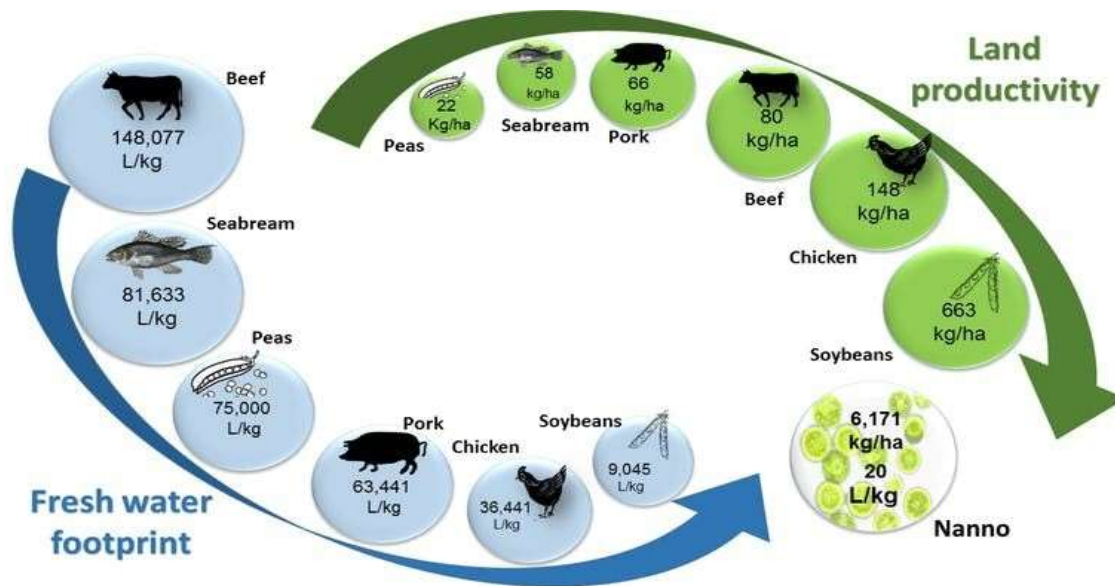 Beef
148,077
L/kg
Seabream
81,633
L/kg
Peas
75,000
L/kg
Pork
63,441
L/kg
Chicken
36,441
L/kg
Soybeans
9,045
L/kg
Fresh water
footprint
22
Kg/ha
Peas
58
kg/ha
Seabream
66
kg/ha
Pork
80
kg/ha
Beef
148
kg/ha
Chicken
663
kg/ha
Soybeans
Land
productivity
6,171
kg/ha
20
L/kg
Nanno